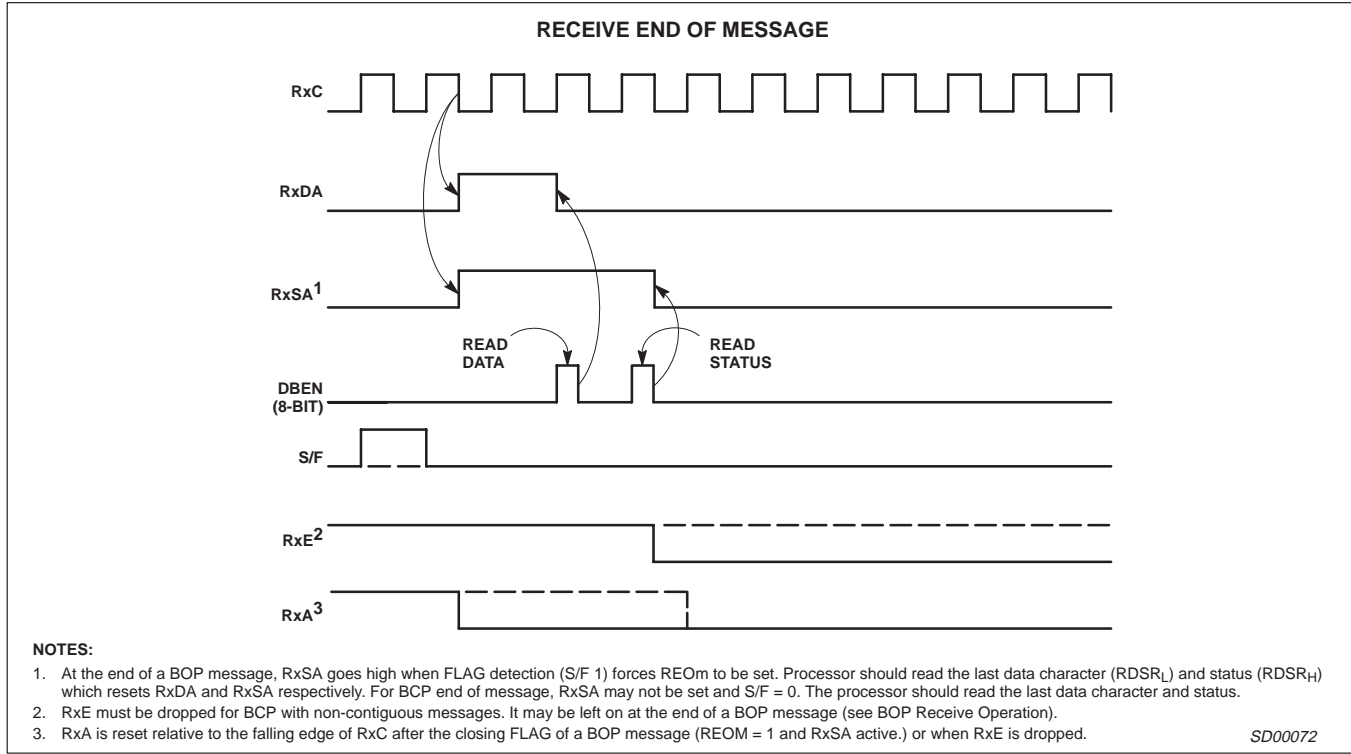 RECEIVE END OF MESSAGE
RxC
RxDA
RxSA1
READ
DATA
READ
STATUS
DBEN
(8-BIT)
S/F
RxE2
RxA3
NOTES:
1. At the end of a BOP message, RxSA goes high when FLAG detection (S/F 1) forces REOm to be set. Processor should read the last data character (RDSRL) and status (RDSRH)
which resets RxDA and RxSA respectively. For BCP end of message, RxSA may not be set and S/F = 0. The processor should read the last data character and status.
2. RxE must be dropped for BCP with non-contiguous messages. It may be left on at the end of a BOP message (see BOP Receive Operation).
3. RxA is reset relative to the falling edge of RxC after the closing FLAG of a BOP message (REOM = 1 and RxSA active.) or when RxE is dropped.
SD00072